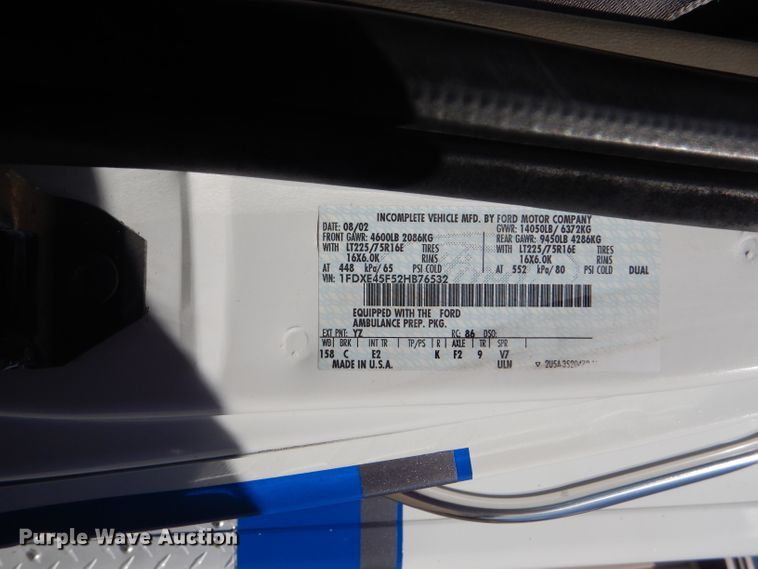 INCOMPLETE VEHICLE MFD. BY FORD MOTOR COMPANY
DATE: 08/02 GVWR: 14050LB/ 6372KG
FRONT GAWR: 4600LB 2086KG REAR GAWR: 9450LB 4286KG
WITH LT225/75R16E TIRES WITH LT225/75R16E TIRES
16X6.0K RIMS 16X6.0K RIMS DUAL
AT 448 kPa/65 PSI COLD AT 552 kPa/80 PSI COLD
VIN: 1FDXE45F52HB76532
EQUIPPED WITH THE FORD
AMBULANCE PREP. PKG.
EXT PNT: YZ RC: 86 DSO:
WB BRK INT TR TP/PS R AXLE TR SPR
158 C E2 K F2 9 V7
MADE IN U.S.A. ULN
Purple Wave Auction
Purple Wave Auction